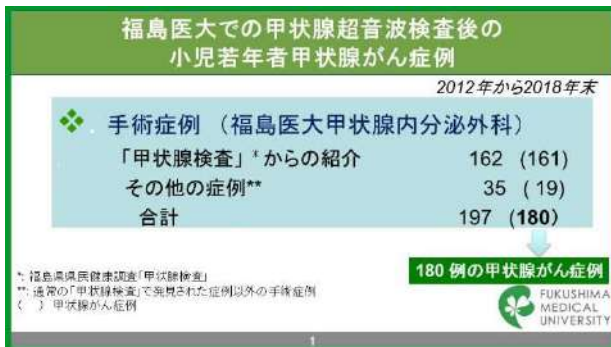 福島医大での甲状腺超音波検査後の
小児若年者甲状腺がん症例
2012年から2018年末
手術症例 （福島医大甲状腺内分泌外科）
「甲状腺検査」*からの紹介 162 (161)
その他の症例** 35 ( 19)
合計 197 (180)
180 例の甲状腺がん症例
*: 福島県県民健康調査「甲状腺検査」
**: 通常の「甲状腺検査」で発見された症例以外の手術症例
( ) 甲状腺がん症例
FUKUSHIMA
MEDICAL
UNIVERSITY
1